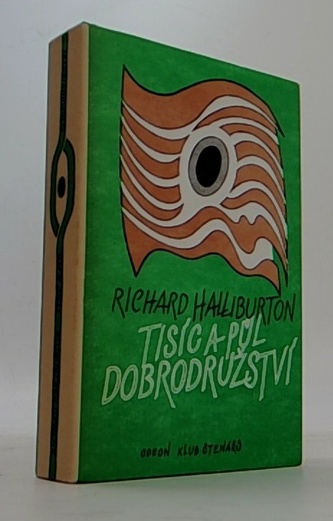 RICHARD HALLIBURTON
TISÍC A PŮL
DOBRODRUŽSTVÍ
ODEON KLUB ČTENÁŘŮ